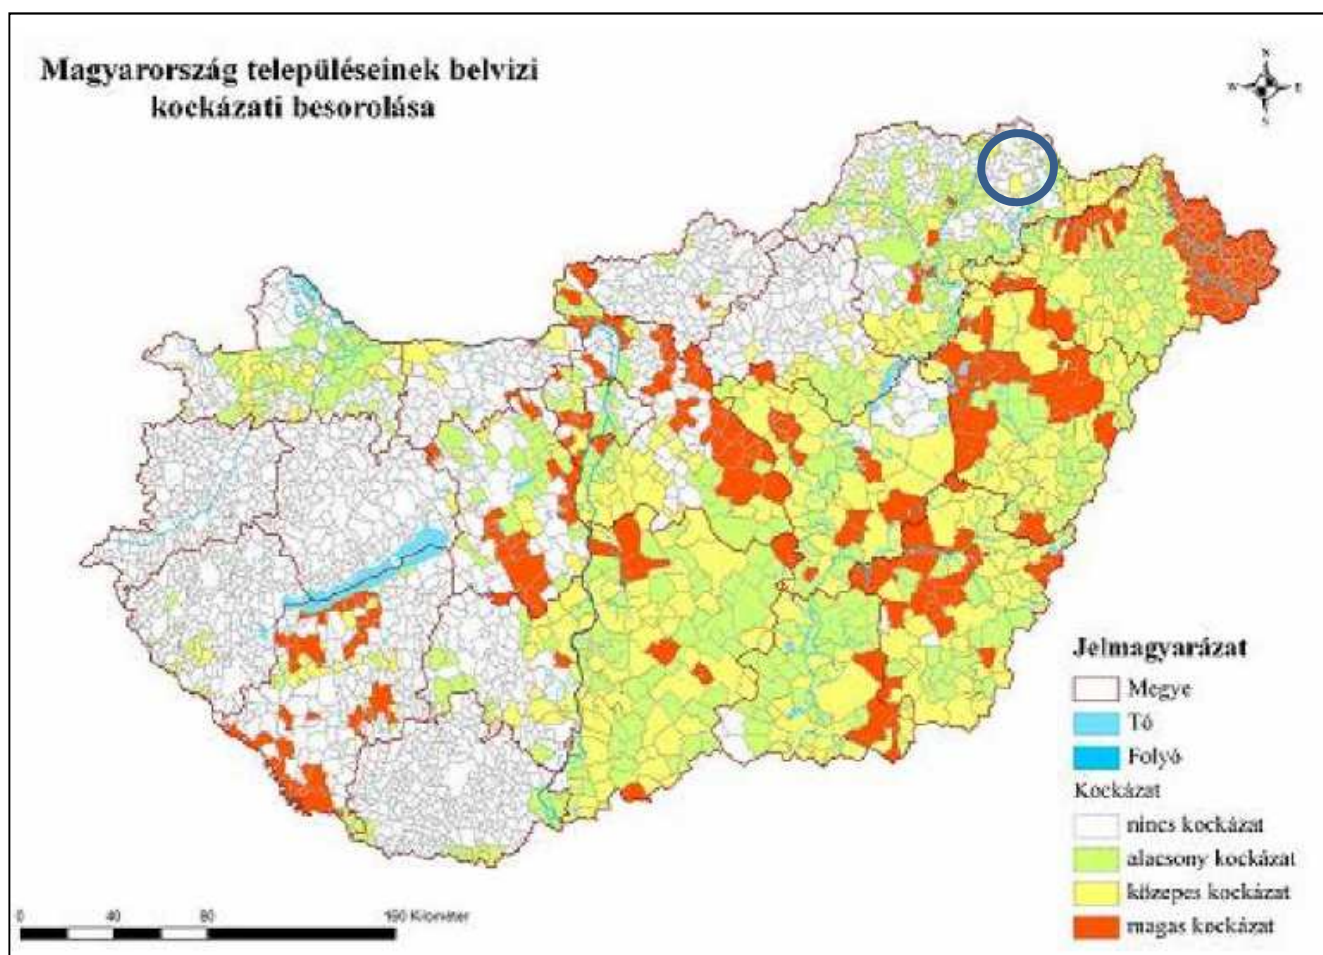 Magyarország településeinek belvizi
kockázati besorolása
N
W E
S
Jelmagyarázat
Megye
Tó
Folyó
Kockázat
nincs kockázat
alacsony kockázat
közepes kockázat
magas kockázat
0 40 80 160 Kilométer